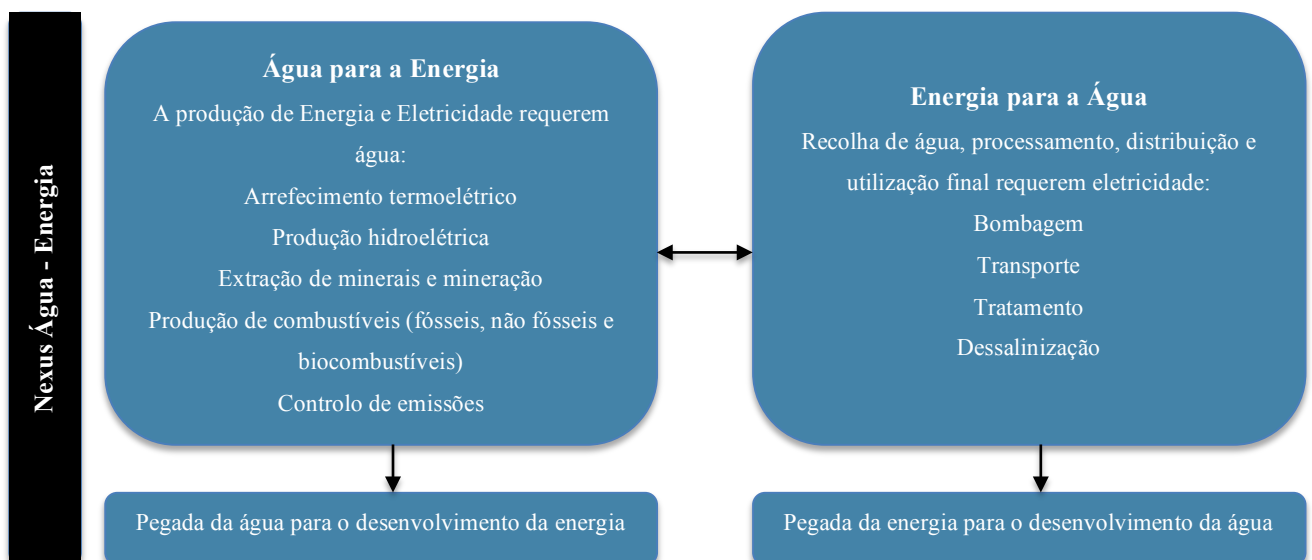 Nexus Água - Energia
Água para a Energia
A produção de Energia e Eletricidade requerem
água:
Arrefecimento termoelétrico
Produção hidroelétrica
Extração de minerais e mineração
Produção de combustíveis (fósseis, não fósseis e
biocombustíveis)
Controlo de emissões
Energia para a Água
Recolha de água, processamento, distribuição e
utilização final requerem eletricidade:
Bombagem
Transporte
Tratamento
Dessalinização
Pegada da água para o desenvolvimento da energia
Pegada da energia para o desenvolvimento da água